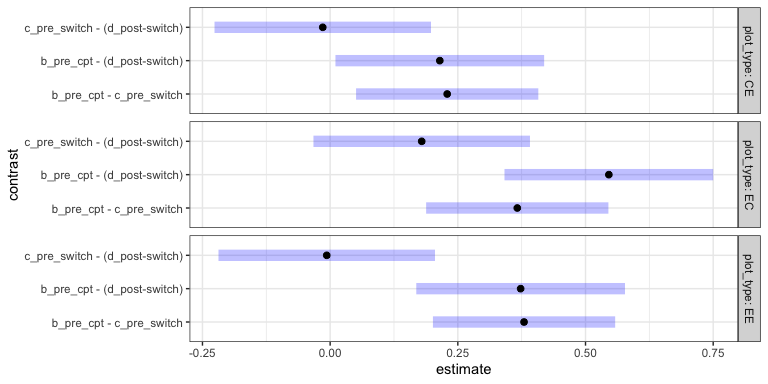 c_pre_switch - (d_post-switch)
b_pre_cpt - (d_post-switch)
b_pre_cpt - c_pre_switch
plot_type: CE
c_pre_switch - (d_post-switch)
b_pre_cpt - (d_post-switch)
b_pre_cpt - c_pre_switch
plot_type: EC
c_pre_switch - (d_post-switch)
b_pre_cpt - (d_post-switch)
b_pre_cpt - c_pre_switch
plot_type: EE
contrast
-0.25 0.00 0.25 0.50 0.75
estimate